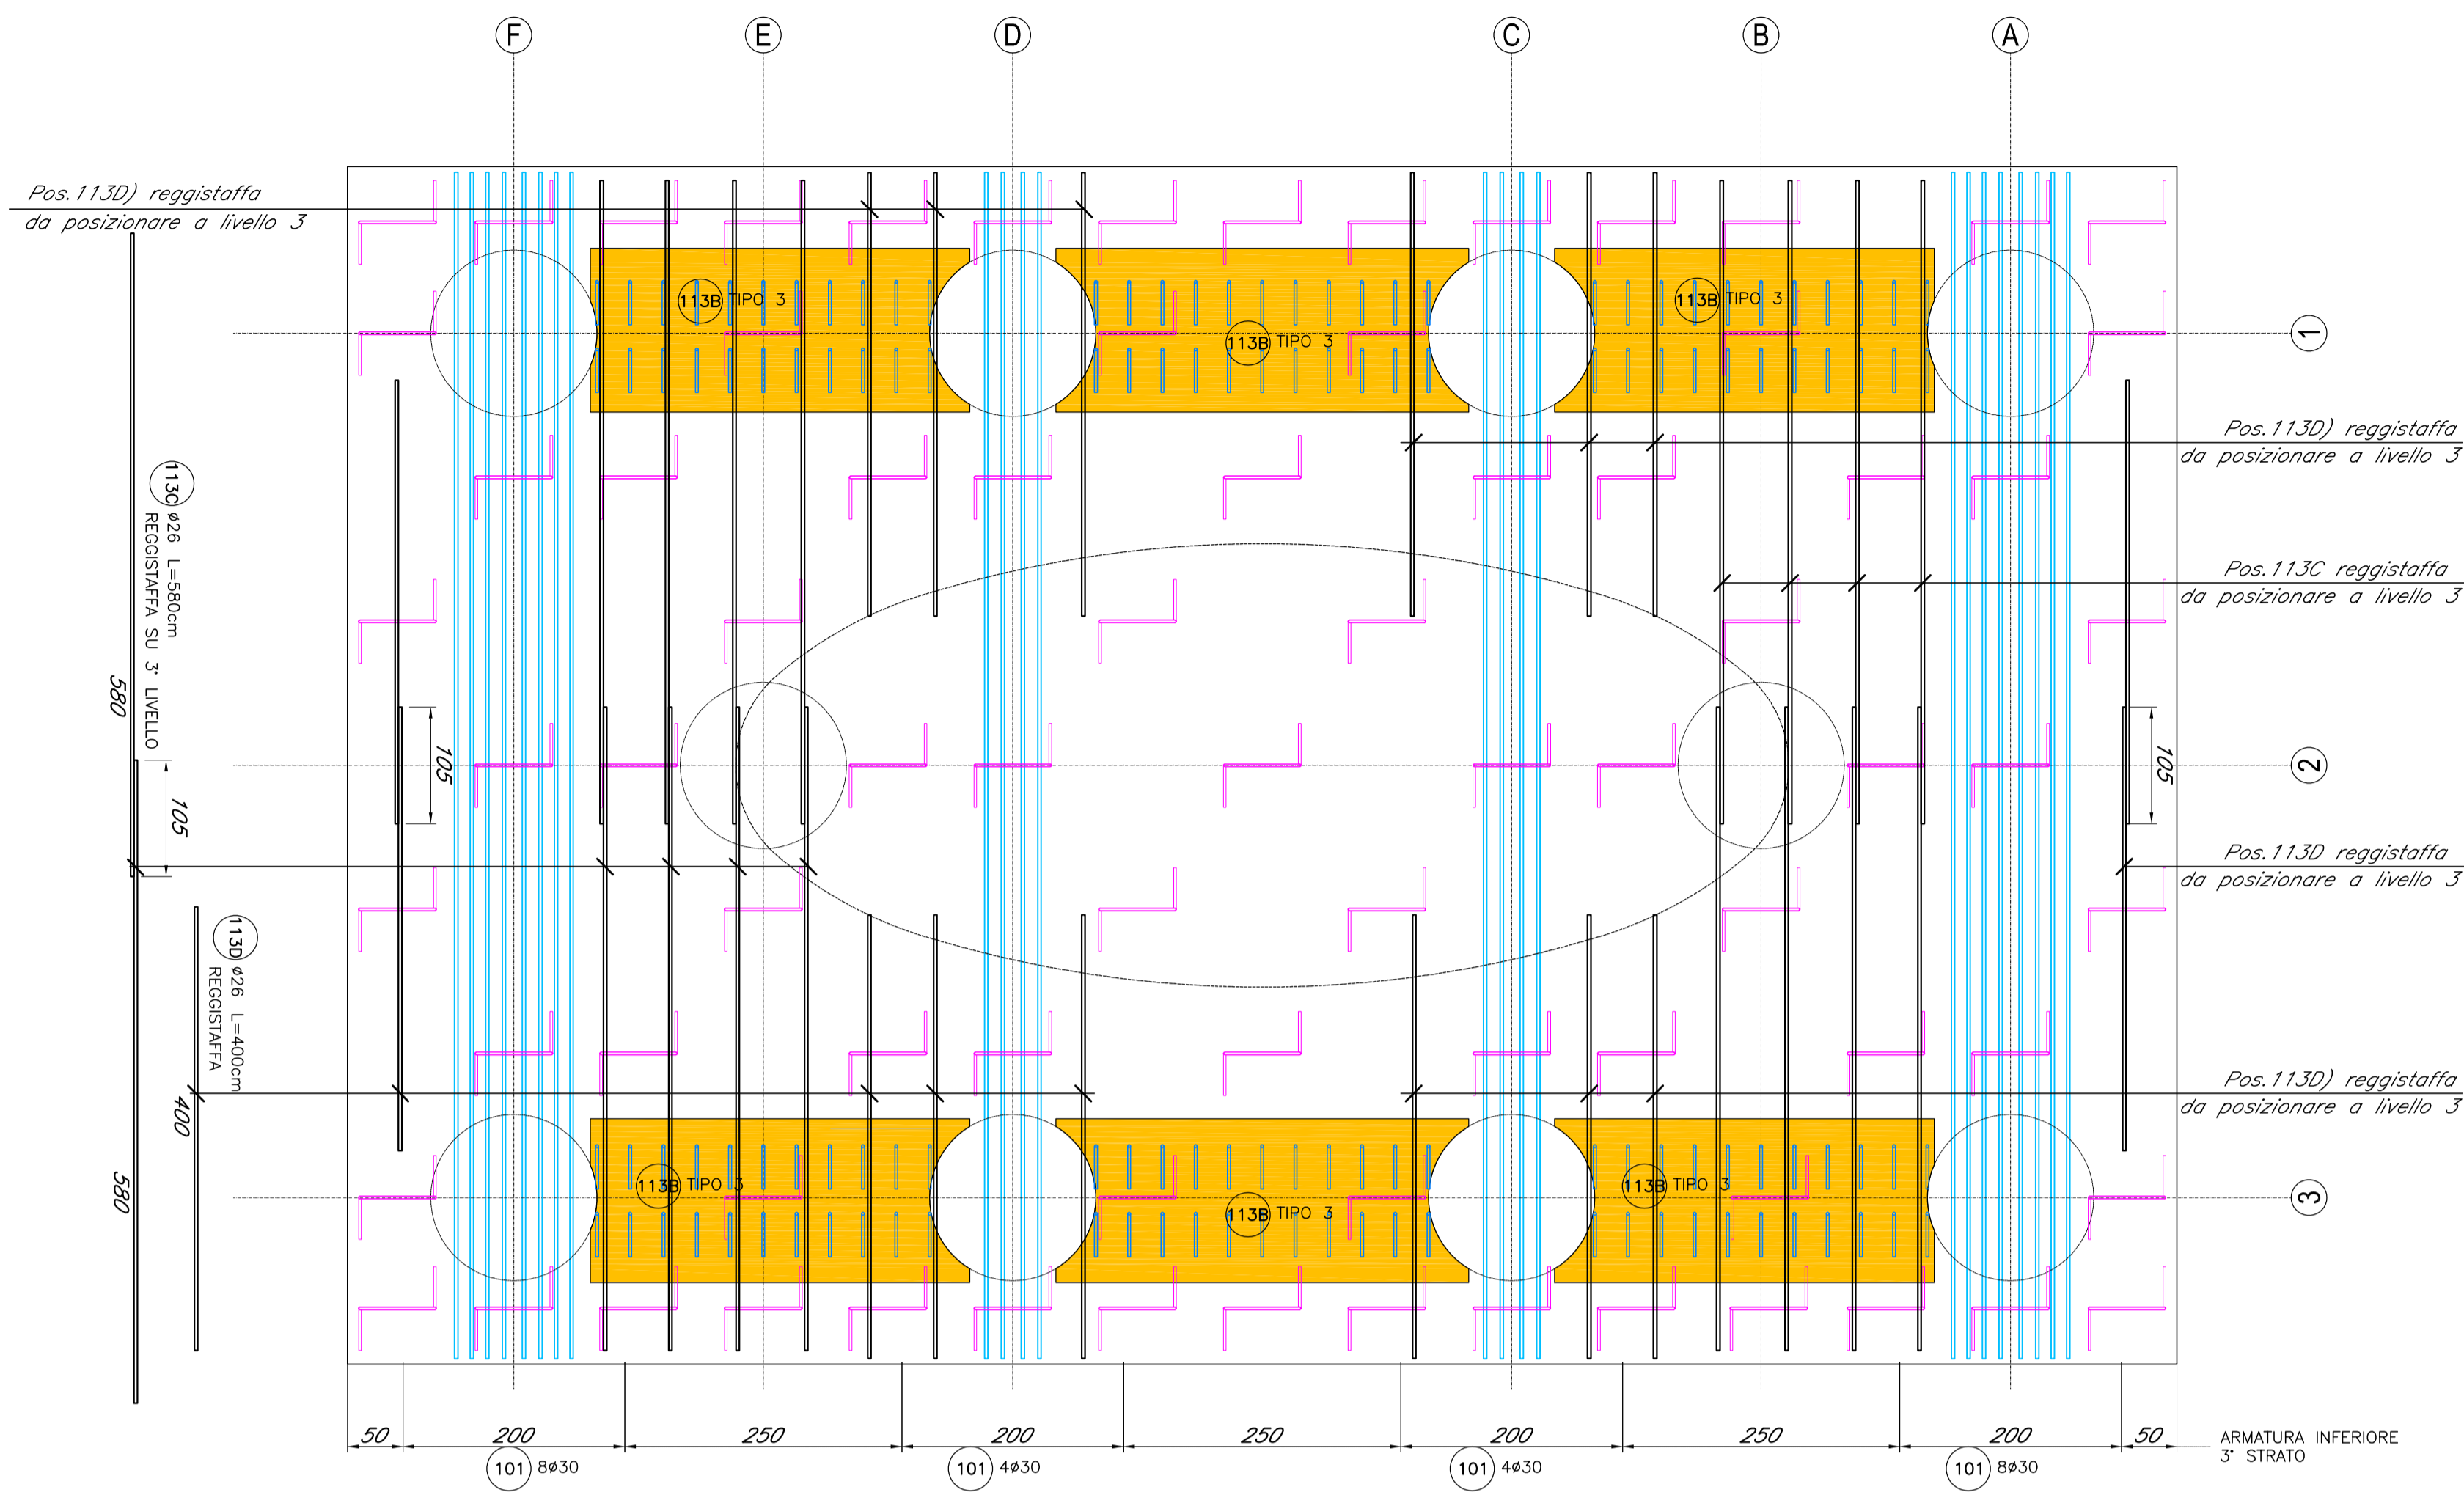 F
E
D
C
B
A
Pos.113D) reggistaffa
da posizionare a livello 3
113B TIPO 3
113B TIPO 3
113B TIPO 3
1
Pos.113D) reggistaffa
da posizionare a livello 3
113C ø26 L=580cm
REGGISTAFFA SU 3° LIVELLO
580
105
Pos.113C reggistaffa
da posizionare a livello 3
105
105
2
Pos.113D reggistaffa
da posizionare a livello 3
113D ø26 L=400cm
REGGISTAFFA
400
580
Pos.113D) reggistaffa
da posizionare a livello 3
113B TIPO 3
113B TIPO 3
113B TIPO 3
3
50
200
250
200
250
200
250
200
50
ARMATURA INFERIORE
3° STRATO
101 8ø30
101 4ø30
101 4ø30
101 8ø30